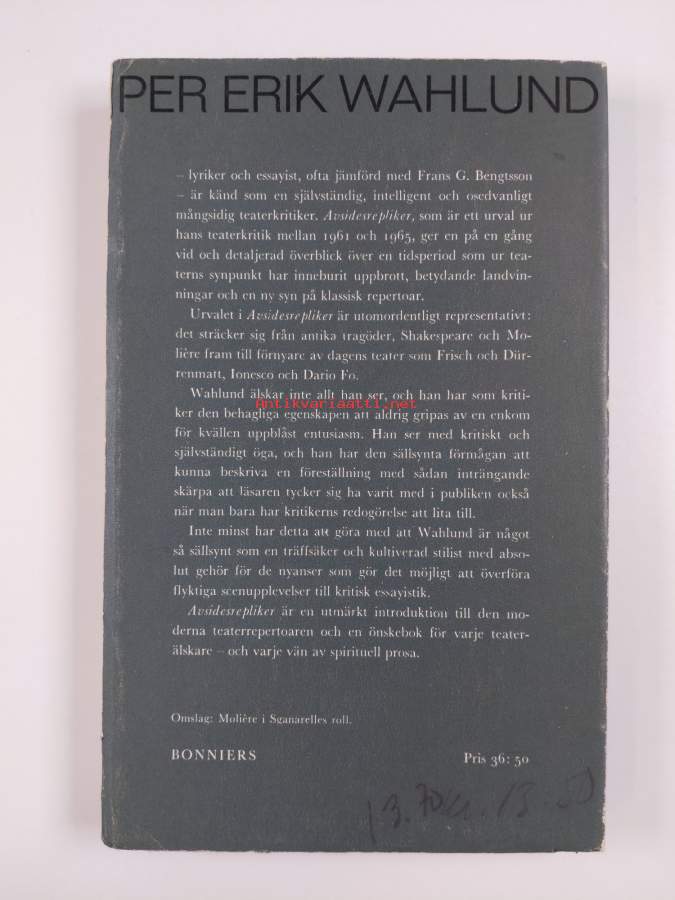 PER ERIK WAHLUND
– lyriker och essayist, ofta jämförd med Frans G. Bengtsson
– är känd som en självständig, intelligent och osedvanligt
mångsidig teaterkritiker. Avsidesrepliker, som är ett urval ur
hans teaterkritik mellan 1961 och 1965, ger en på en gång
vid och detaljerad överblick över en tidsperiod som ur tea-
terns synpunkt har inneburit uppbrott, betydande landvin-
ningar och en ny syn på klassisk repertoar.
Urvalet i Avsidesrepliker är utomordentligt representativt:
det sträcker sig från antika tragöder, Shakespeare och Mo-
lière fram till förnyare av dagens teater som Frisch och Dür-
renmatt, Ionesco och Dario Fo.
Wahlund älskar inte allt han ser, och han har som kriti-
ker den behagliga egenskapen att aldrig gripas av en enkom
Antikvariaatti.net
för kvällen uppblåst entusiasm. Han ser med kritiskt och
självständigt öga, och han har den sällsynta förmågan att
kunna beskriva en föreställning med sådan inträngande
skärpa att läsaren tycker sig ha varit med i publiken också
när man bara har kritikerns redogörelse att lita till.
Inte minst har detta att göra med att Wahlund är något
så sällsynt som en träffsäker och kultiverad stilist med abso-
lut gehör för de nyanser som gör det möjligt att överföra
flyktiga scenupplevelser till kritisk essayistik.
Avsidesrepliker är en utmärkt introduktion till den mo-
derna teaterrepertoaren och en önskebok för varje teater-
älskare – och varje vän av spirituell prosa.
Omslag: Molière i Sganarelles roll.
BONNIERS
Pris 36: 50